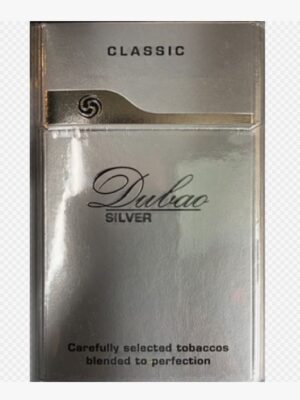 CLASSIC
Dubao
SILVER
Carefully selected tobaccos
blended to perfection